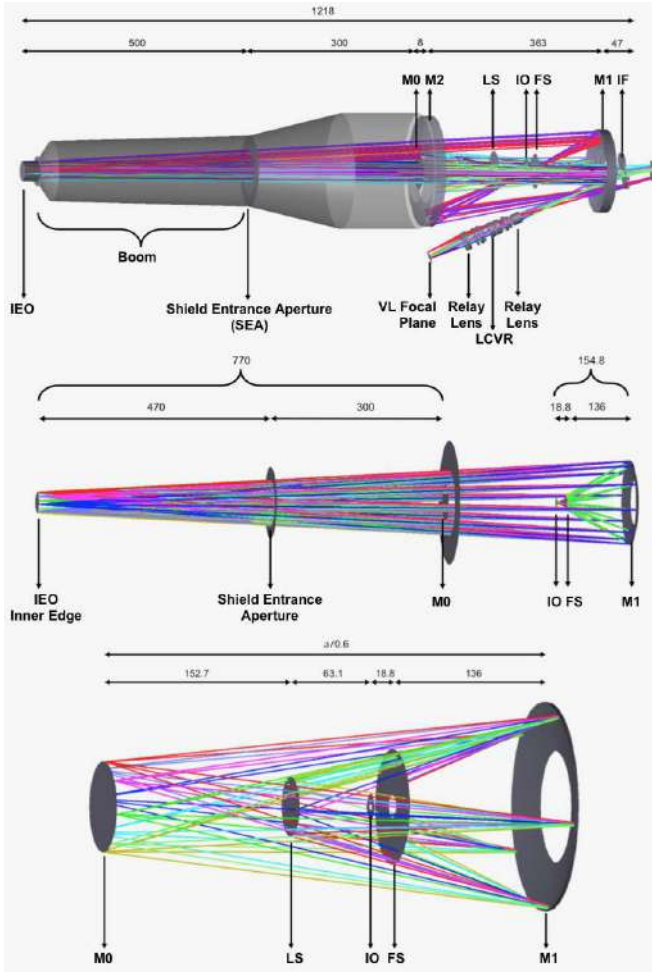 1218
500 300 8 363 47
M0 M2 LS IO FS M1 IF
Boom
IEO
Shield Entrance Aperture
(SEA)
VL Focal
Plane
Relay
Lens
LCVR
Relay
Lens
770
154.8
470 300 18.8 136
IEO
Inner Edge
Shield Entrance
Aperture
M0
IO FS
M1
370.6
152.7 63.1 18.8 136
M0 LS IO FS M1